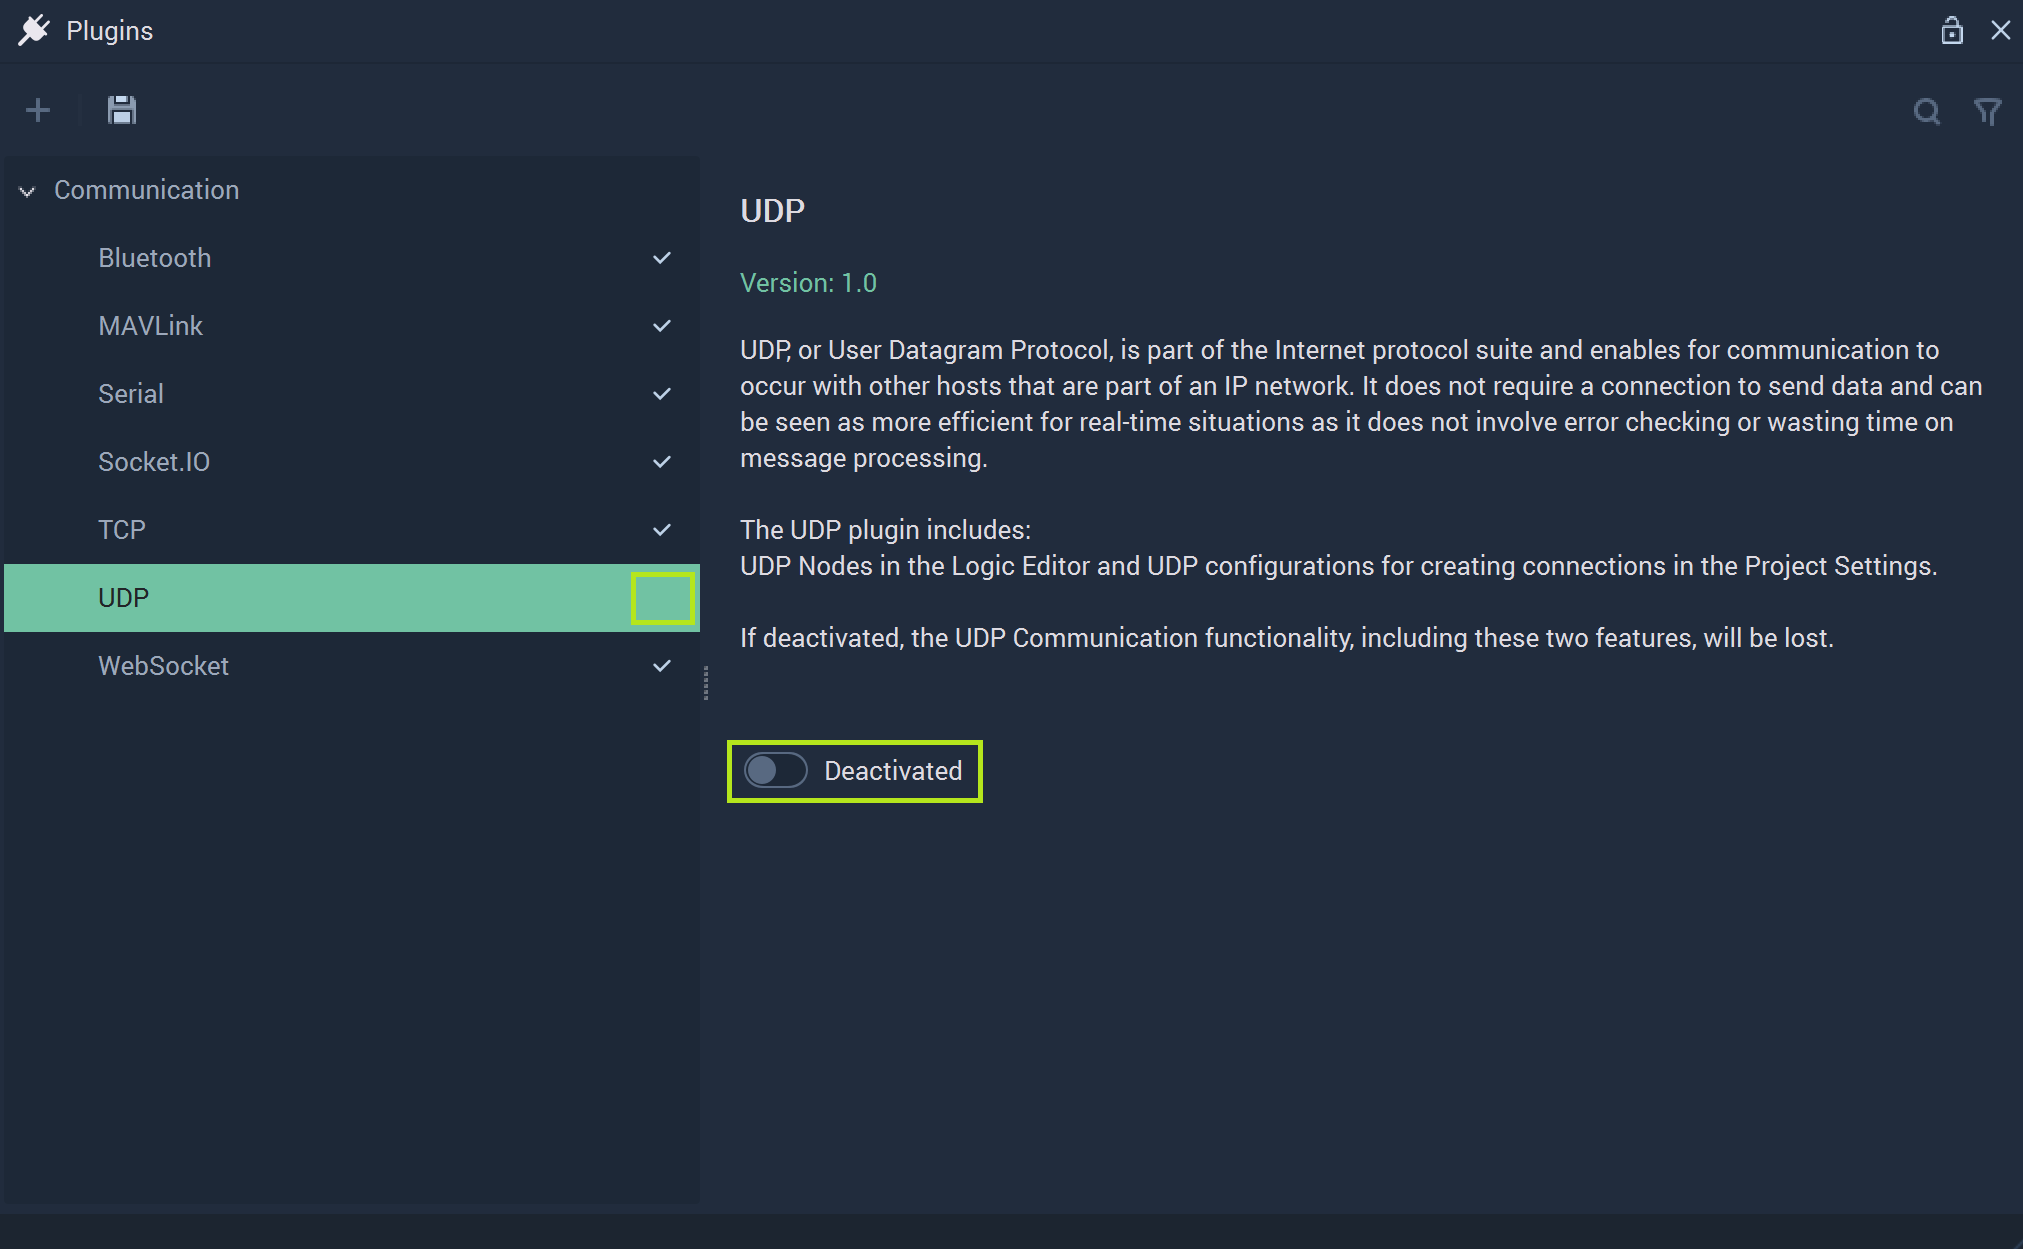 Plugins
Communication
Bluetooth
MAVLink
Serial
Socket.IO
TCP
UDP
WebSocket
UDP
Version: 1.0
UDP, or User Datagram Protocol, is part of the Internet protocol suite and enables for communication to
occur with other hosts that are part of an IP network. It does not require a connection to send data and can
be seen as more efficient for real-time situations as it does not involve error checking or wasting time on
message processing.
The UDP plugin includes:
UDP Nodes in the Logic Editor and UDP configurations for creating connections in the Project Settings.
If deactivated, the UDP Communication functionality, including these two features, will be lost.
Deactivated